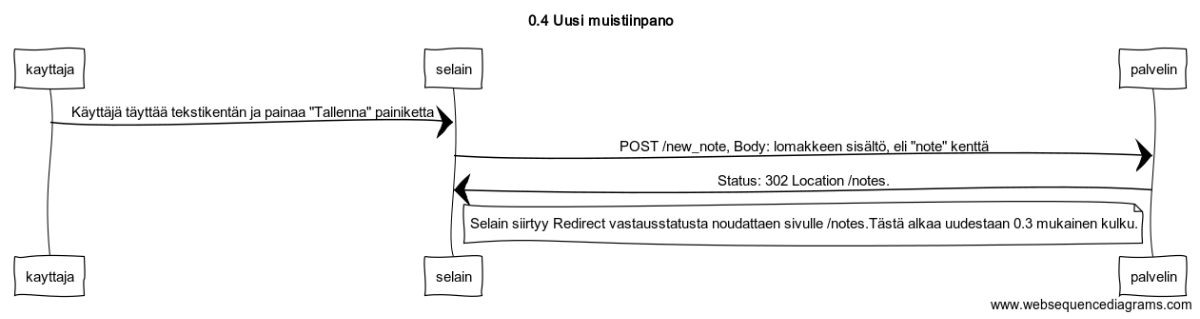 0.4 Uusi muistiinpano
kayttaja
selain
palvelin
Käyttäjä täyttää tekstikentän ja painaa "Tallenna" painiketta
POST /new_note, Body: lomakkeen sisältö, eli "note" kenttä
Status: 302 Location /notes.
Selain siirtyy Redirect vastausstatusta noudattaen sivulle /notes.Tästä alkaa uudestaan 0.3 mukainen kulku.
kayttaja
selain
palvelin
www.websequencediagrams.com